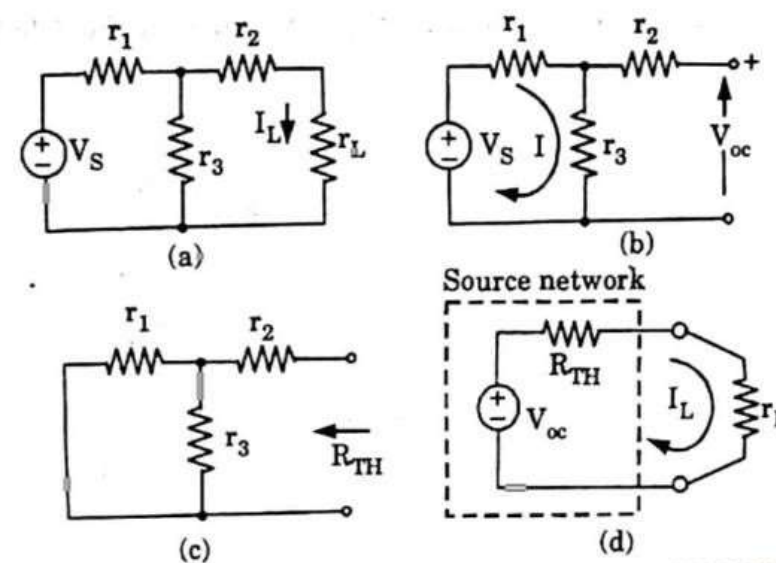 r1 r2
+ − VS r3 IL rL
(a)
r1 r2 +
+ − VS I r3 Voc
−
(b)
r1 r2
r3 RTH
(c)
Source network
RTH
+ − Voc IL
(d)